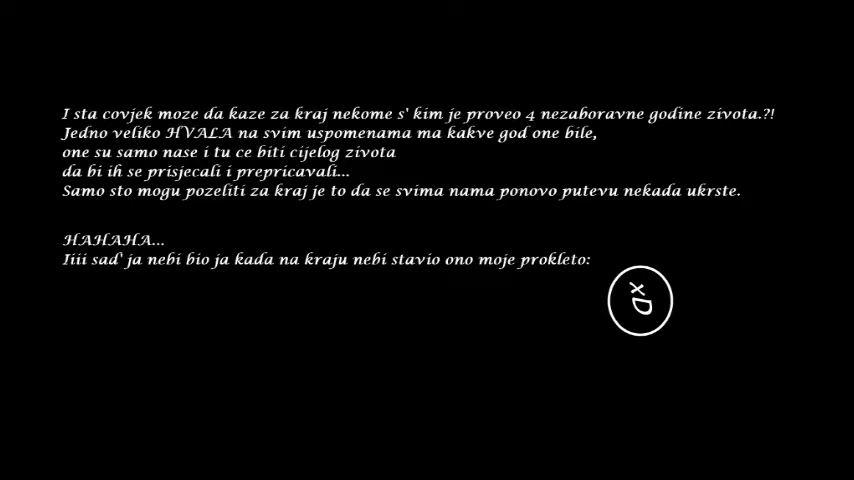 I sta covjek moze da kaze za kraj nekome s' kim je proveo 4 nezaboravne godine zivota.?!
Jedno veliko HVALA na svim uspomenama ma kakve god one bile,
one su samo nase i tu ce biti cijelog zivota
da bi ih se prisjecali i prepricavali...
Samo sto mogu pozeliti za kraj je to da se svima nama ponovo putevu nekada ukrste.
HAHAHA...
Iiii sad' ja nebi bio ja kada na kraju nebi stavio ono moje prokleto:
xD